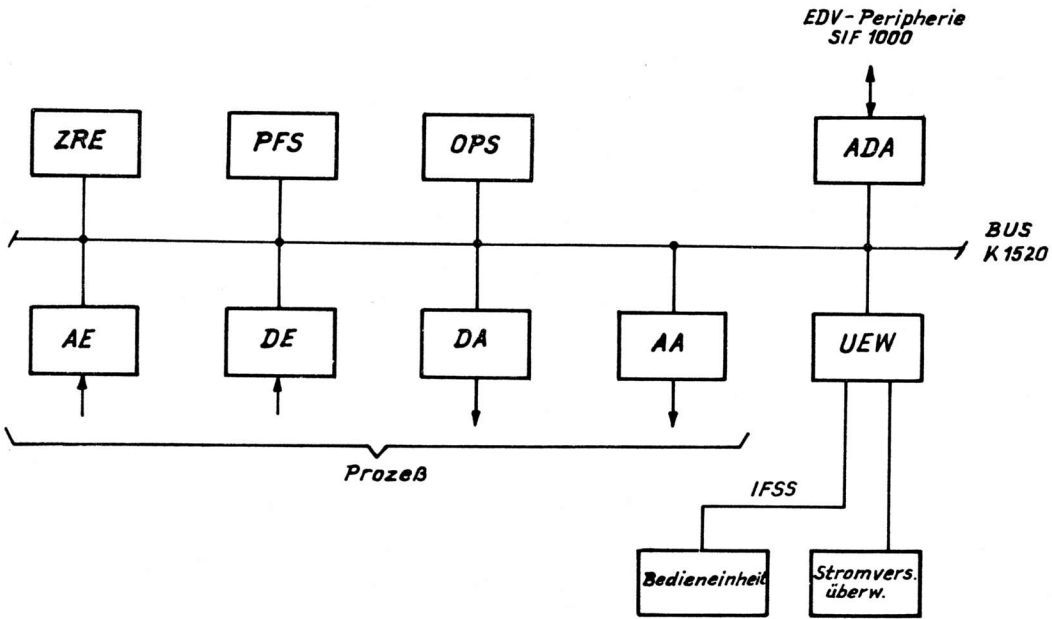 EDV-Peripherie
SIF 1000
ZRE
PFS
OPS
ADA
BUS
K 1520
AE
DE
DA
AA
UEW
Prozeß
IFSS
Bedieneinheit
Stromvers.
überw.